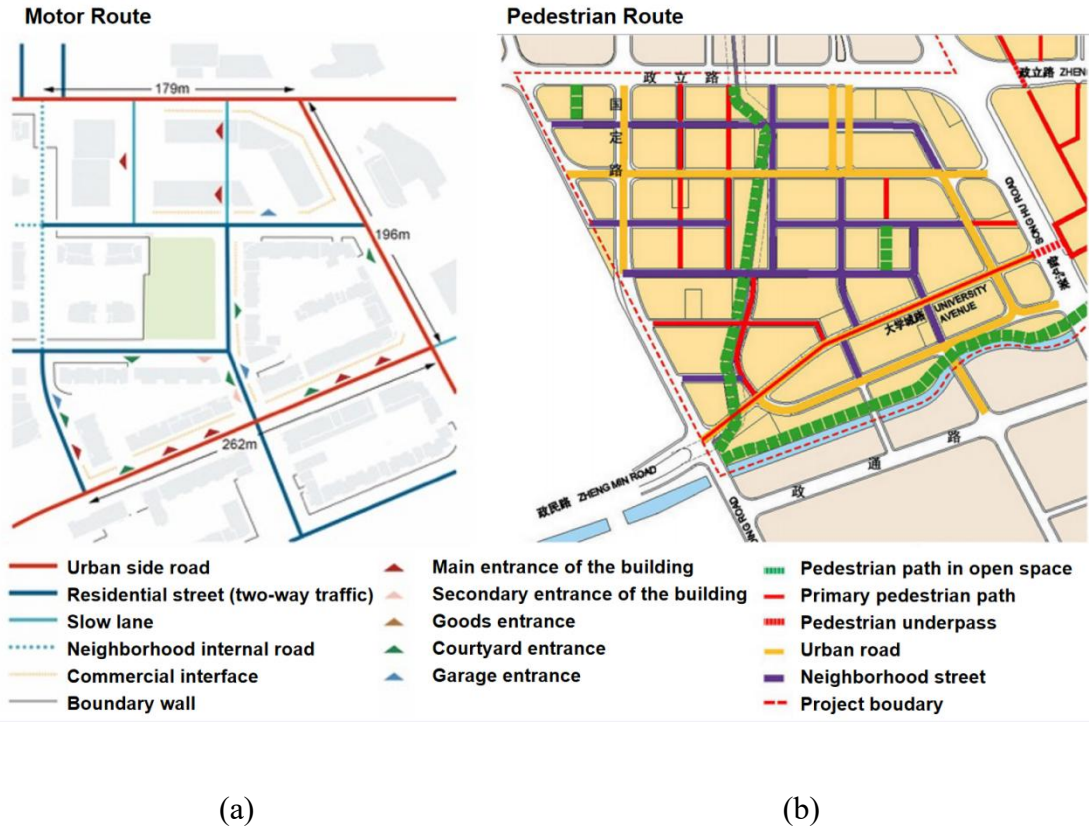 Motor Route
Pedestrian Route
179m
196m
262m
政立路
政立路 ZHEN
国定路
SONG HU ROAD
淞沪路
大学城路
UNIVERSITY
AVENUE
政民路 ZHENG MIN ROAD
政通路
DING ROAD
Urban side road
Residential street (two-way traffic)
Slow lane
Neighborhood internal road
Commercial interface
Boundary wall
Main entrance of the building
Secondary entrance of the building
Goods entrance
Courtyard entrance
Garage entrance
Pedestrian path in open space
Primary pedestrian path
Pedestrian underpass
Urban road
Neighborhood street
Project boudary
(a)
(b)